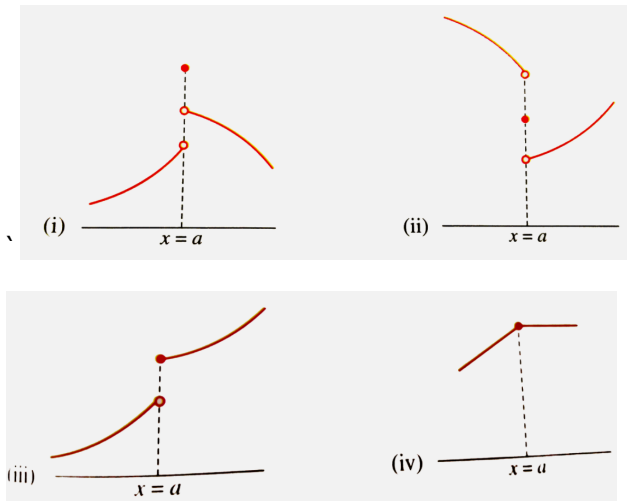 (i)
x = a
(ii)
x = a
(iii)
x = a
(iv)
x = a